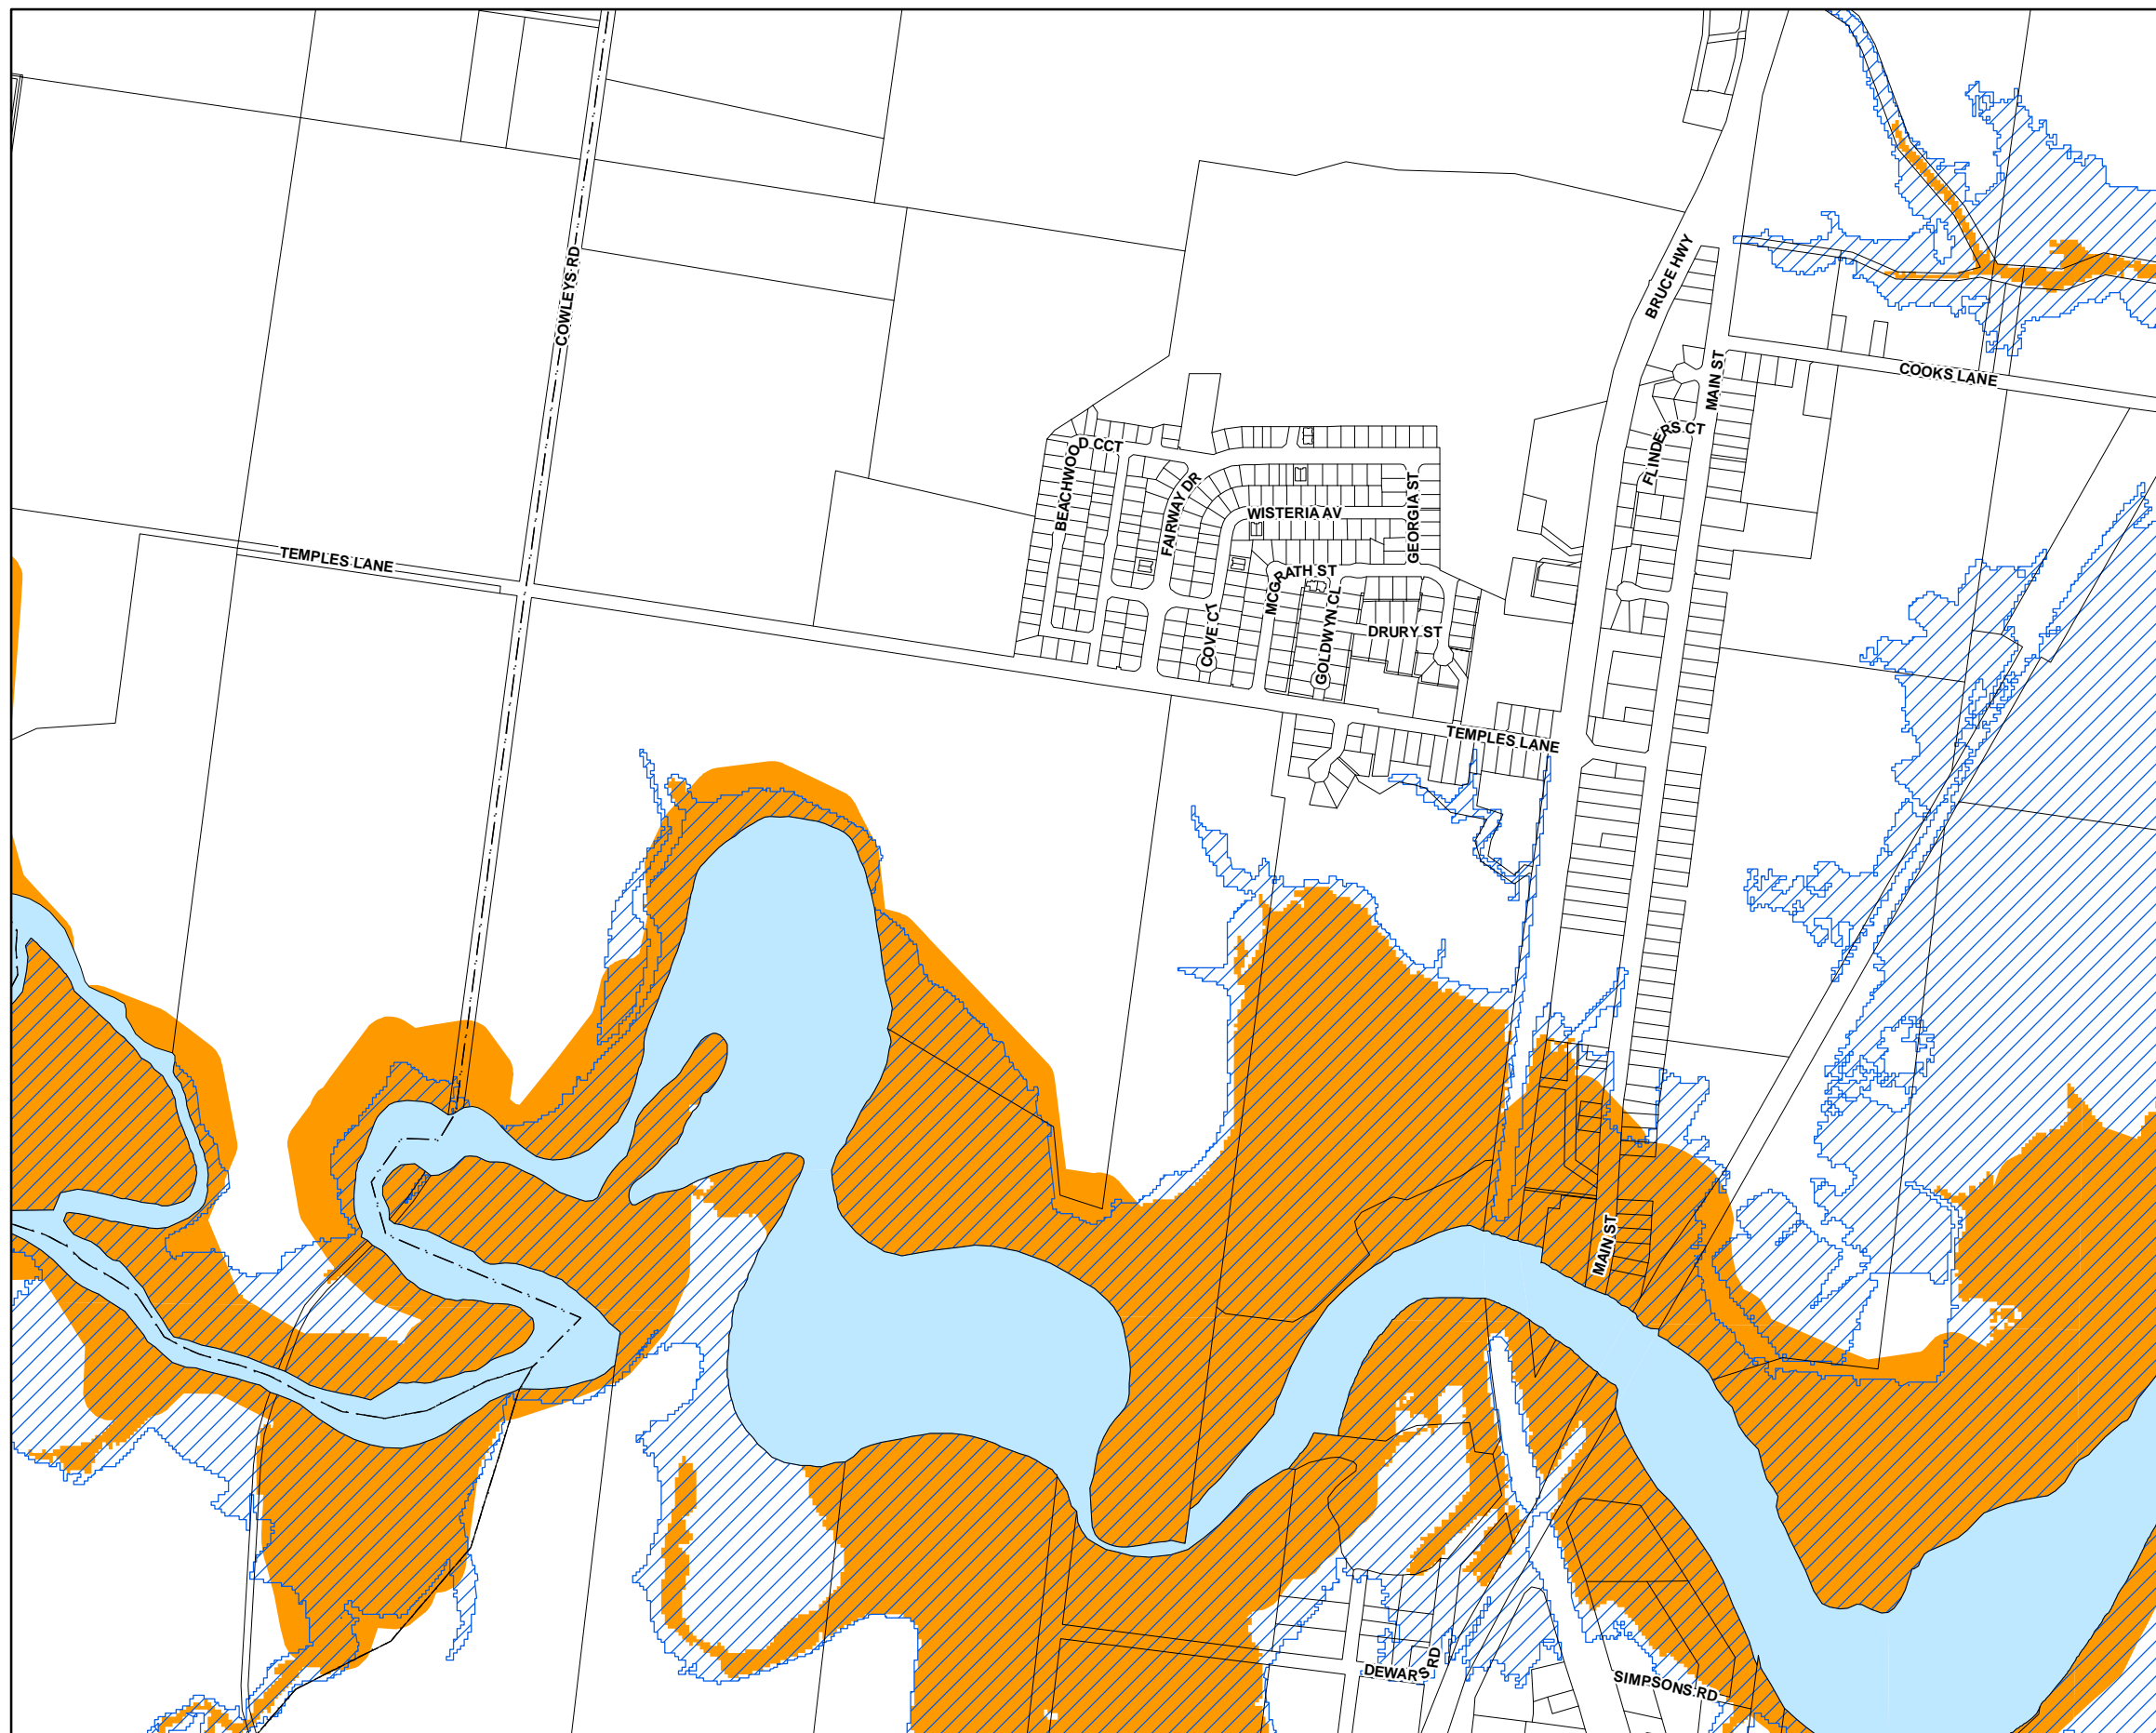 COWLEYS RD
BRUCE HWY
MAIN ST
COOKS LANE
FLINDERS CT
BEACHWOOD CCT
FAIRWAY DR
WISTERIA AV
GEORGIA ST
TEMPLES LANE
MCGRATH ST
COVE CT
GOLDWYN CL
DRURY ST
TEMPLES LANE
MAIN ST
DEWARS RD
SIMPSONS RD